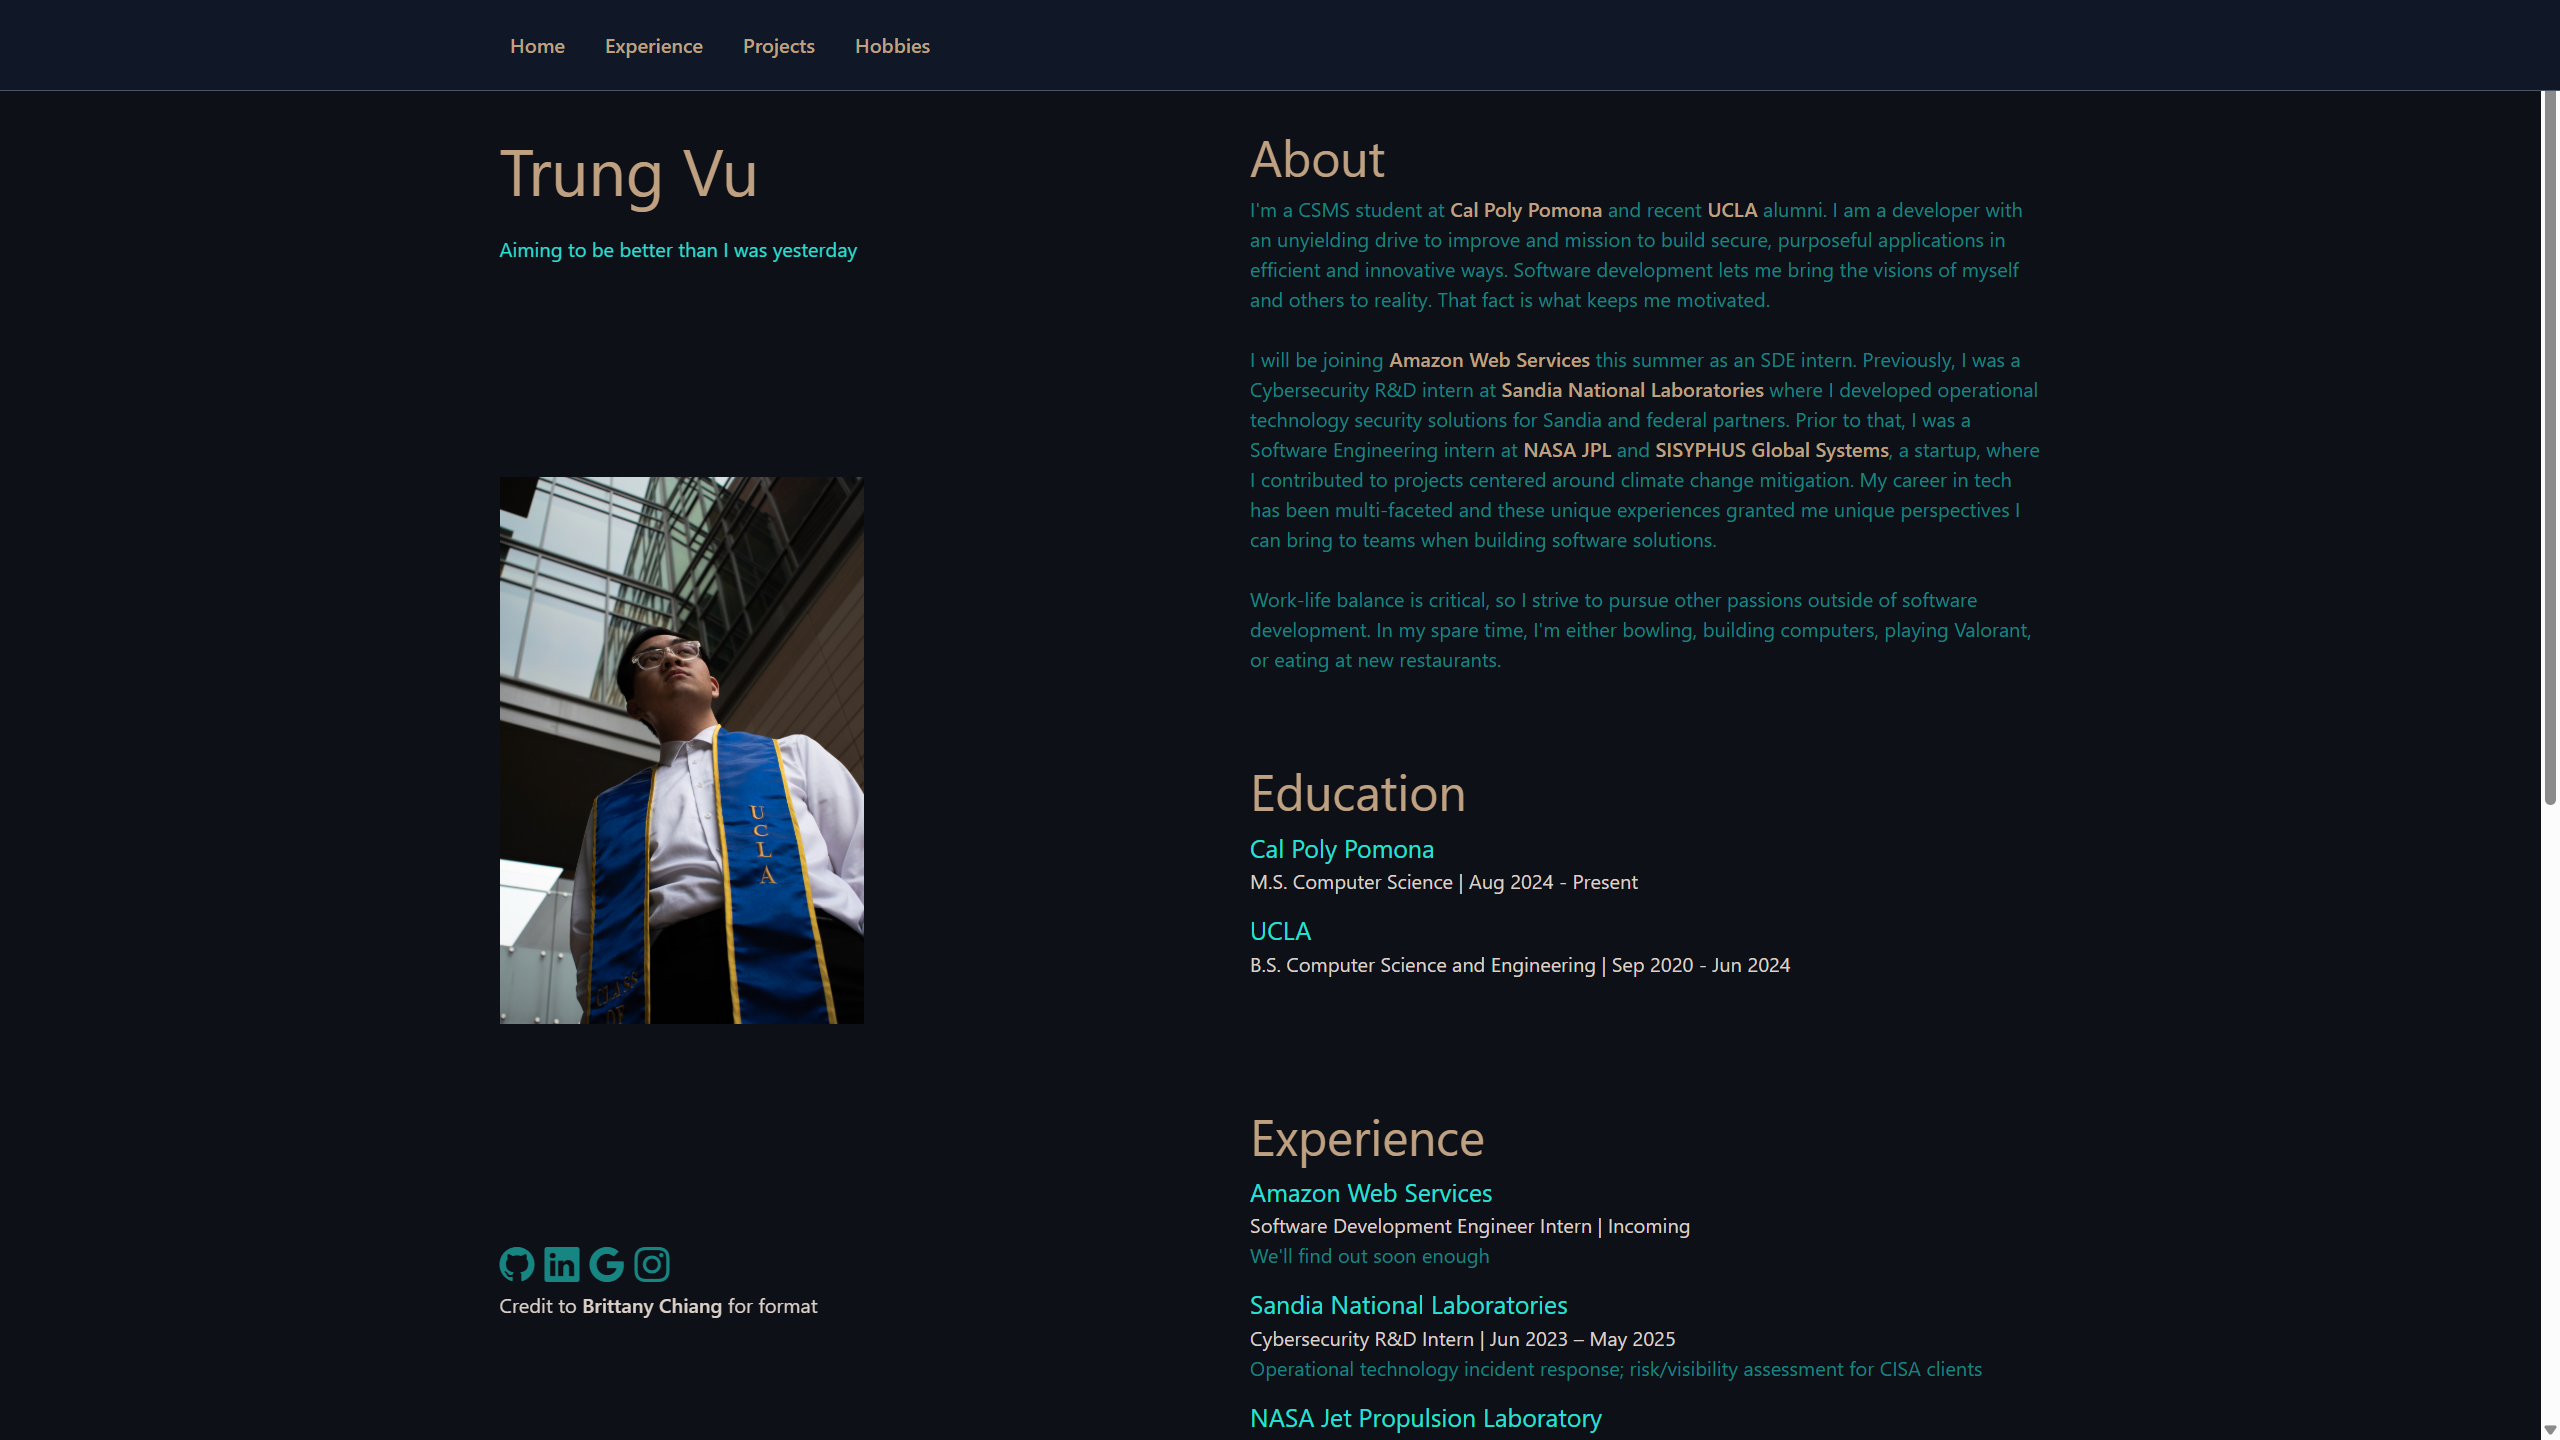 Home Experience Projects Hobbies
Trung Vu
Aiming to be better than I was yesterday
UCLA
CLASS
OF
Credit to Brittany Chiang for format
About
I'm a CSMS student at Cal Poly Pomona and recent UCLA alumni. I am a developer with
an unyielding drive to improve and mission to build secure, purposeful applications in
efficient and innovative ways. Software development lets me bring the visions of myself
and others to reality. That fact is what keeps me motivated.
I will be joining Amazon Web Services this summer as an SDE intern. Previously, I was a
Cybersecurity R&D intern at Sandia National Laboratories where I developed operational
technology security solutions for Sandia and federal partners. Prior to that, I was a
Software Engineering intern at NASA JPL and SISYPHUS Global Systems, a startup, where
I contributed to projects centered around climate change mitigation. My career in tech
has been multi-faceted and these unique experiences granted me unique perspectives I
can bring to teams when building software solutions.
Work-life balance is critical, so I strive to pursue other passions outside of software
development. In my spare time, I'm either bowling, building computers, playing Valorant,
or eating at new restaurants.
Education
Cal Poly Pomona
M.S. Computer Science | Aug 2024 - Present
UCLA
B.S. Computer Science and Engineering | Sep 2020 - Jun 2024
Experience
Amazon Web Services
Software Development Engineer Intern | Incoming
We'll find out soon enough
Sandia National Laboratories
Cybersecurity R&D Intern | Jun 2023 – May 2025
Operational technology incident response; risk/visibility assessment for CISA clients
NASA Jet Propulsion Laboratory